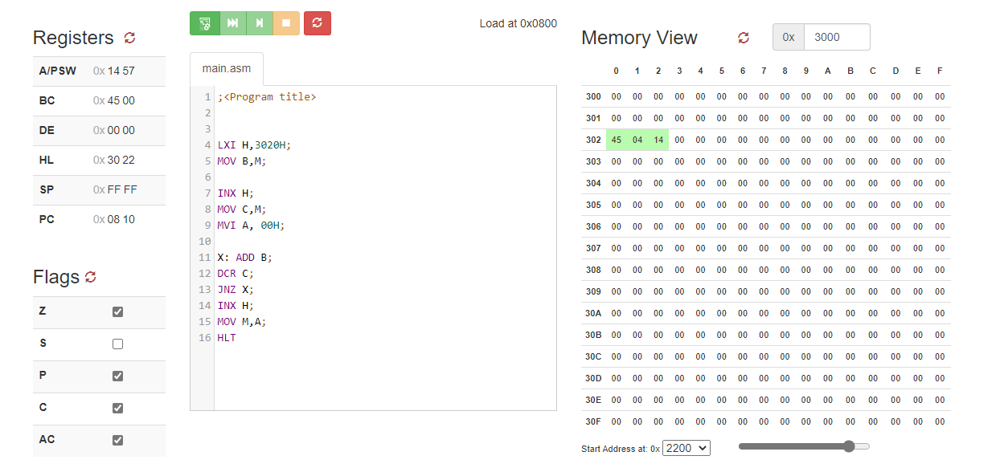 Registers
A/PSW 0x 14 57
BC 0x 45 00
DE 0x 00 00
HL 0x 30 22
SP 0x FF FF
PC 0x 08 10
Flags
Z
S
P
C
AC
Load at 0x0800
main.asm
1 ;<Program title>
2
3
4 LXI H,3020H;
5 MOV B,M;
6
7 INX H;
8 MOV C,M;
9 MVI A, 00H;
10
11 X: ADD B;
12 DCR C;
13 JNZ X;
14 INX H;
15 MOV M,A;
16 HLT
Memory View 0x 3000
0 1 2 3 4 5 6 7 8 9 A B C D E F
300 00 00 00 00 00 00 00 00 00 00 00 00 00 00 00 00
301 00 00 00 00 00 00 00 00 00 00 00 00 00 00 00 00
302 45 04 14 00 00 00 00 00 00 00 00 00 00 00 00 00
303 00 00 00 00 00 00 00 00 00 00 00 00 00 00 00 00
304 00 00 00 00 00 00 00 00 00 00 00 00 00 00 00 00
305 00 00 00 00 00 00 00 00 00 00 00 00 00 00 00 00
306 00 00 00 00 00 00 00 00 00 00 00 00 00 00 00 00
307 00 00 00 00 00 00 00 00 00 00 00 00 00 00 00 00
308 00 00 00 00 00 00 00 00 00 00 00 00 00 00 00 00
309 00 00 00 00 00 00 00 00 00 00 00 00 00 00 00 00
30A 00 00 00 00 00 00 00 00 00 00 00 00 00 00 00 00
30B 00 00 00 00 00 00 00 00 00 00 00 00 00 00 00 00
30C 00 00 00 00 00 00 00 00 00 00 00 00 00 00 00 00
30D 00 00 00 00 00 00 00 00 00 00 00 00 00 00 00 00
30E 00 00 00 00 00 00 00 00 00 00 00 00 00 00 00 00
30F 00 00 00 00 00 00 00 00 00 00 00 00 00 00 00 00
Start Address at: 0x 2200